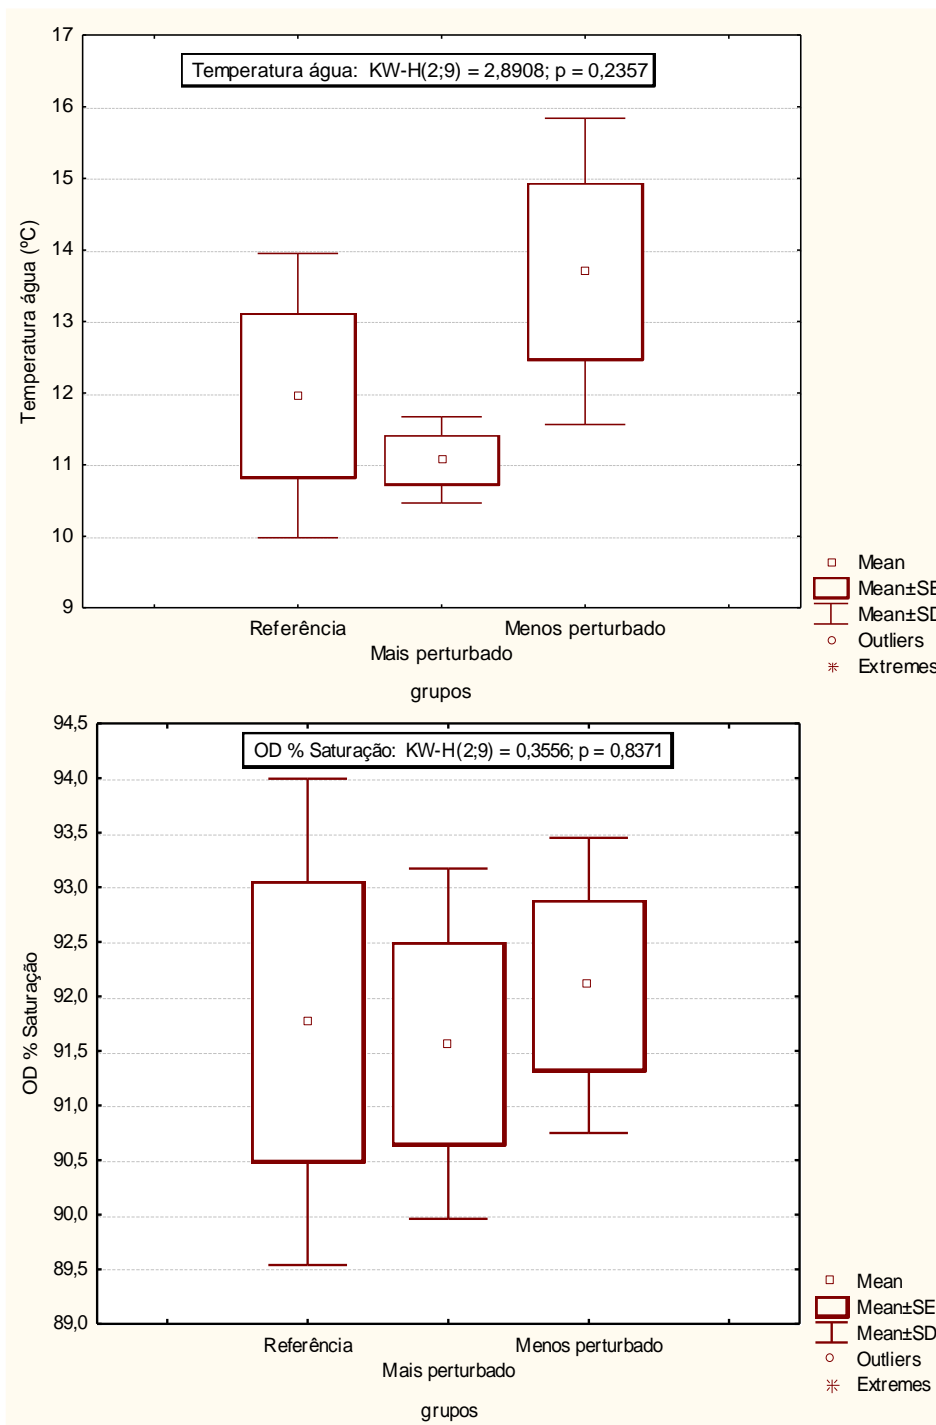 Temperatura água:  KW-H(2;9) = 2,8908; p = 0,2357
17
16
15
14
13
12
11
10
9
Temperatura água (ºC)
Referência
Mais perturbado
Menos perturbado
grupos
Mean
Mean±SE
Mean±SD
Outliers
Extremes
OD % Saturação:  KW-H(2;9) = 0,3556; p = 0,8371
94,5
94,0
93,5
93,0
92,5
92,0
91,5
91,0
90,5
90,0
89,5
89,0
OD % Saturação
Referência
Mais perturbado
Menos perturbado
grupos
Mean
Mean±SE
Mean±SD
Outliers
Extremes